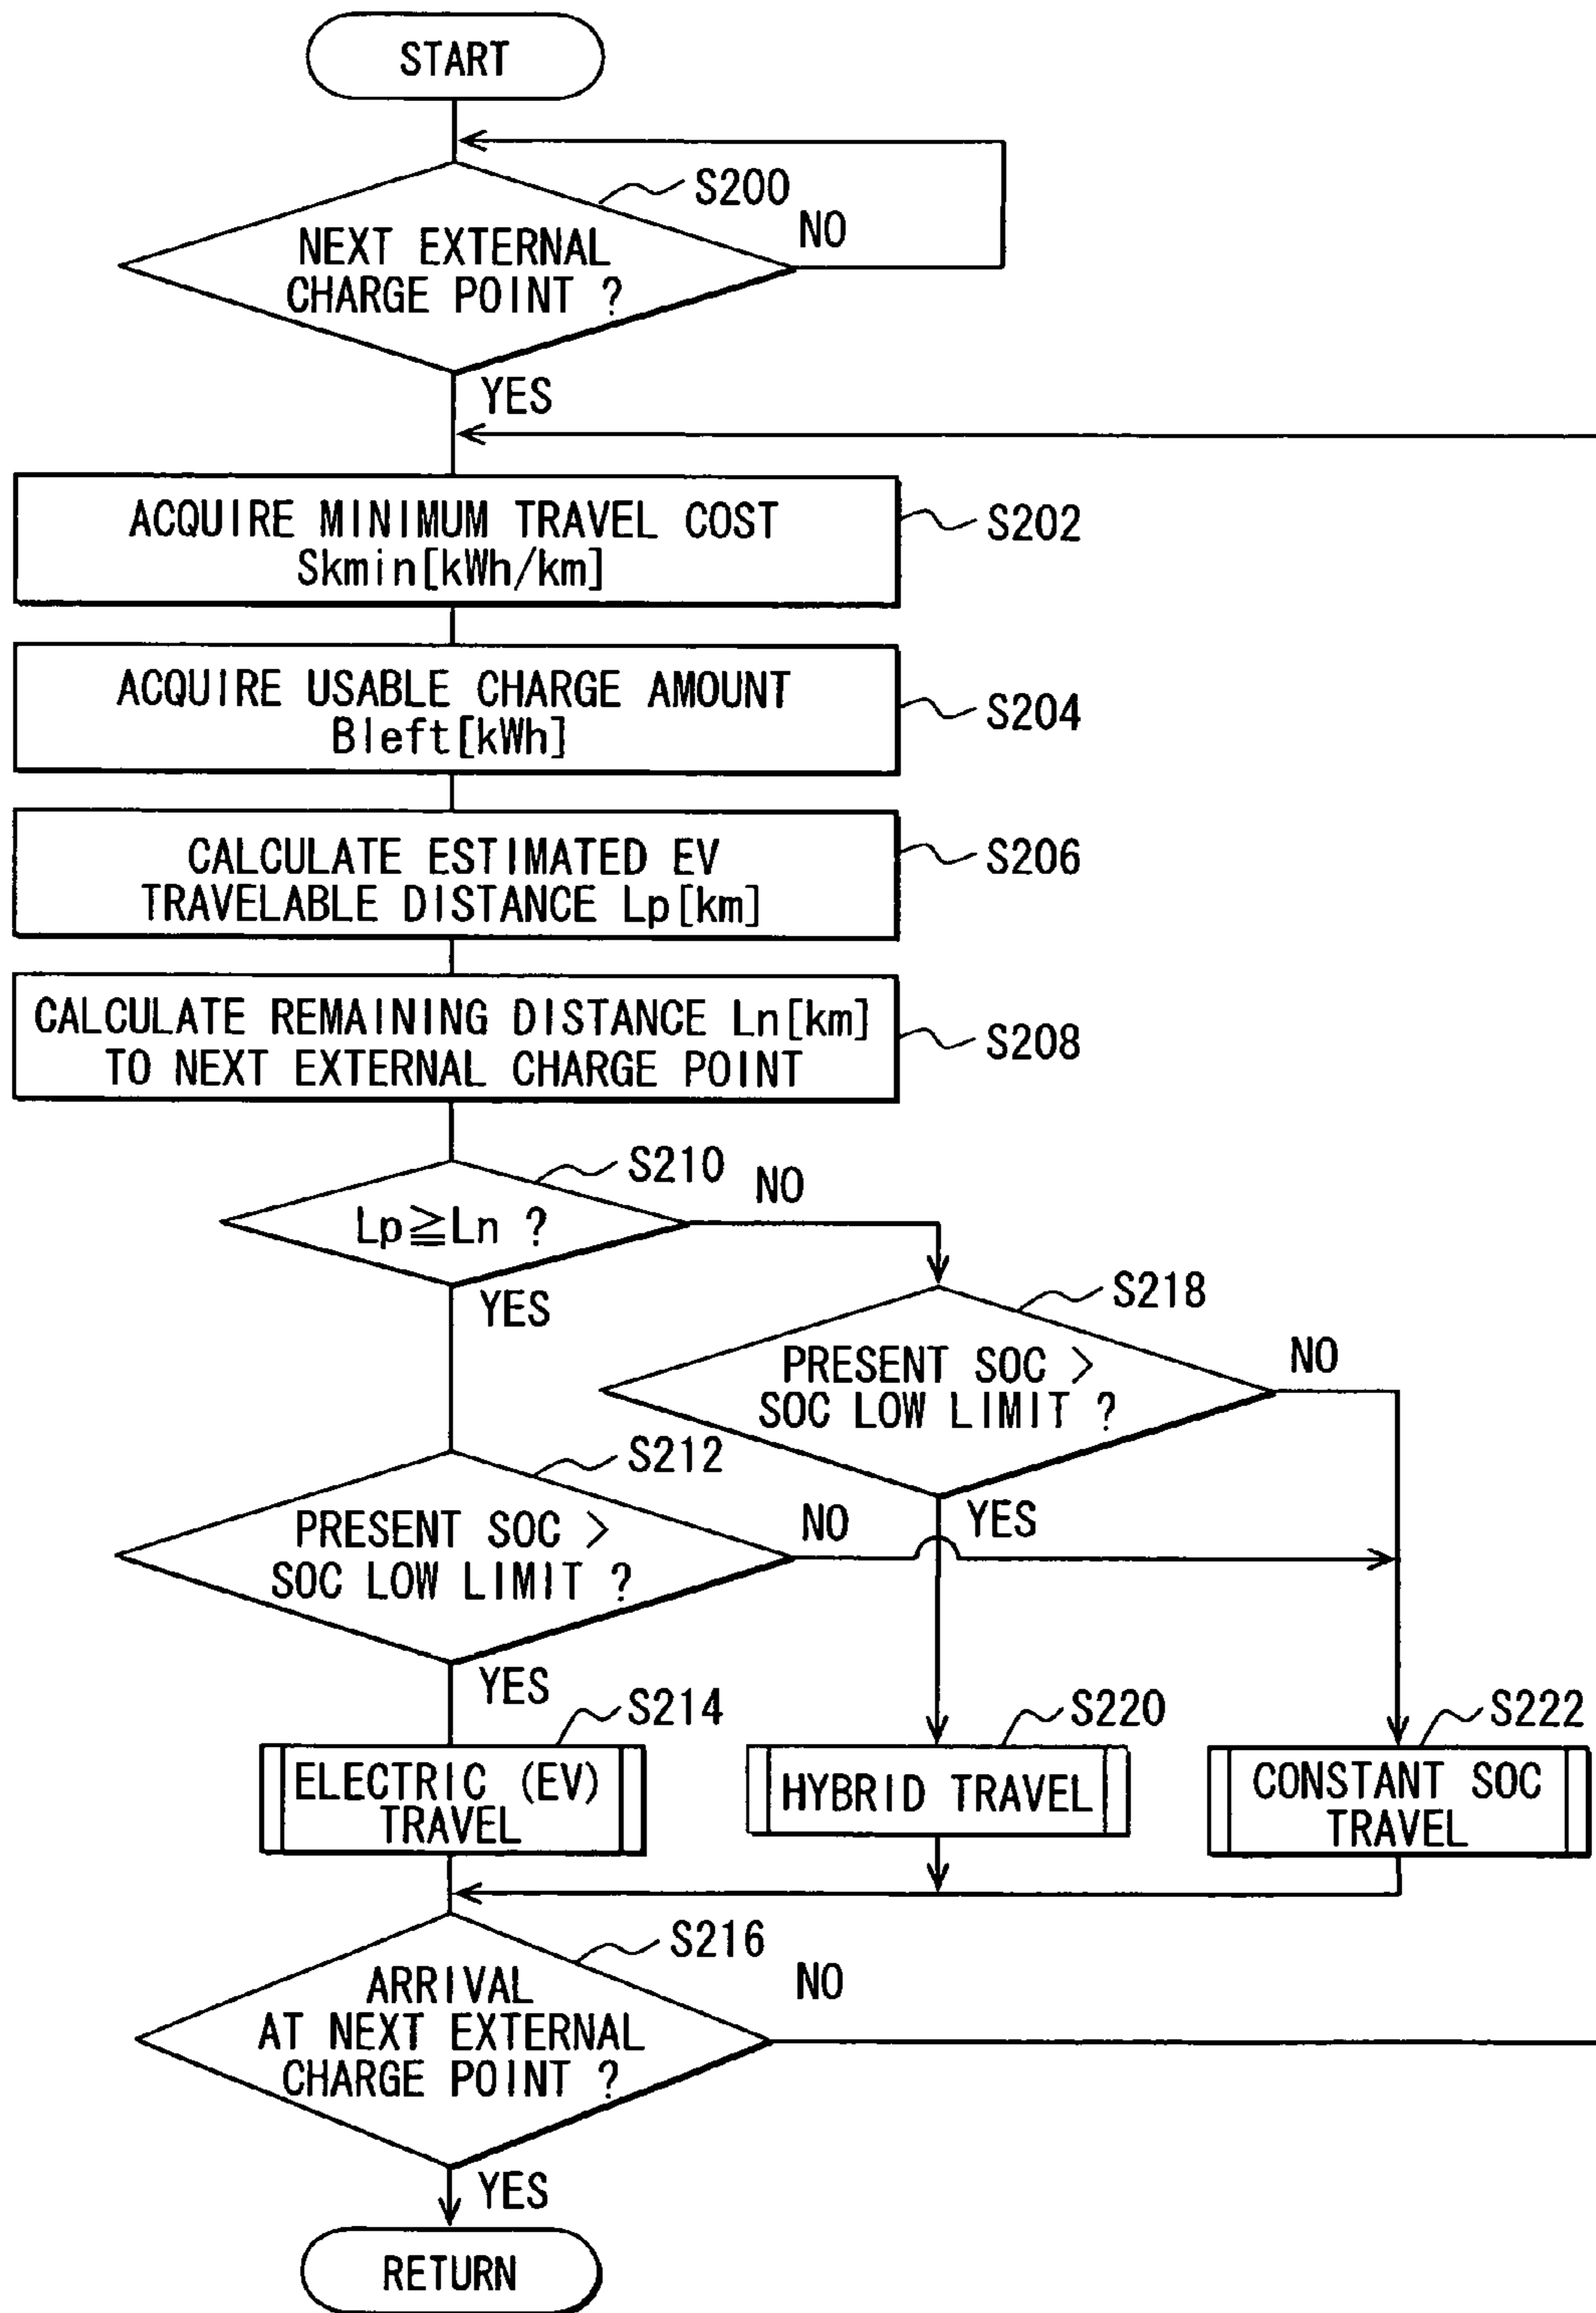 START
S200
NEXT EXTERNAL
CHARGE POINT ?
NO
YES
ACQUIRE MINIMUM TRAVEL COST
Skmin[kWh/km]
S202
ACQUIRE USABLE CHARGE AMOUNT
Bleft[kWh]
S204
CALCULATE ESTIMATED EV
TRAVELABLE DISTANCE Lp[km]
S206
CALCULATE REMAINING DISTANCE Ln[km]
TO NEXT EXTERNAL CHARGE POINT
S208
S210
Lp≧Ln ?
NO
YES
S218
PRESENT SOC >
SOC LOW LIMIT ?
NO
YES
S212
PRESENT SOC >
SOC LOW LIMIT ?
NO
YES
S214
ELECTRIC (EV)
TRAVEL
S220
HYBRID TRAVEL
S222
CONSTANT SOC
TRAVEL
S216
ARRIVAL
AT NEXT EXTERNAL
CHARGE POINT ?
NO
YES
RETURN